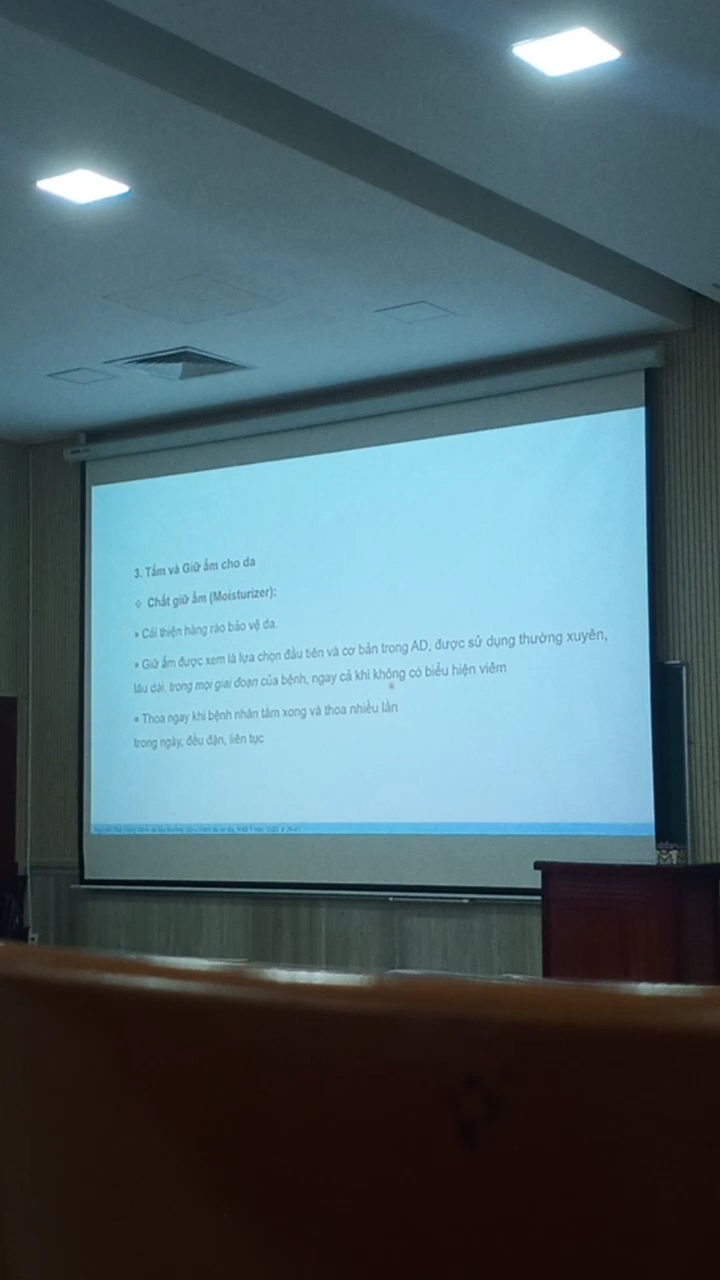 3. Tắm và Giữ ẩm cho da
❖ Chất giữ ẩm (Moisturizer):
▪ Cải thiện hàng rào bảo vệ da.
▪ Giữ ẩm được xem là lựa chọn đầu tiên và cơ bản trong AD, được sử dụng thường xuyên,
lâu dài, trong mọi giai đoạn của bệnh, ngay cả khi không có biểu hiện viêm
▪ Thoa ngay khi bệnh nhân tắm xong và thoa nhiều lần
trong ngày, đều đặn, liên tục